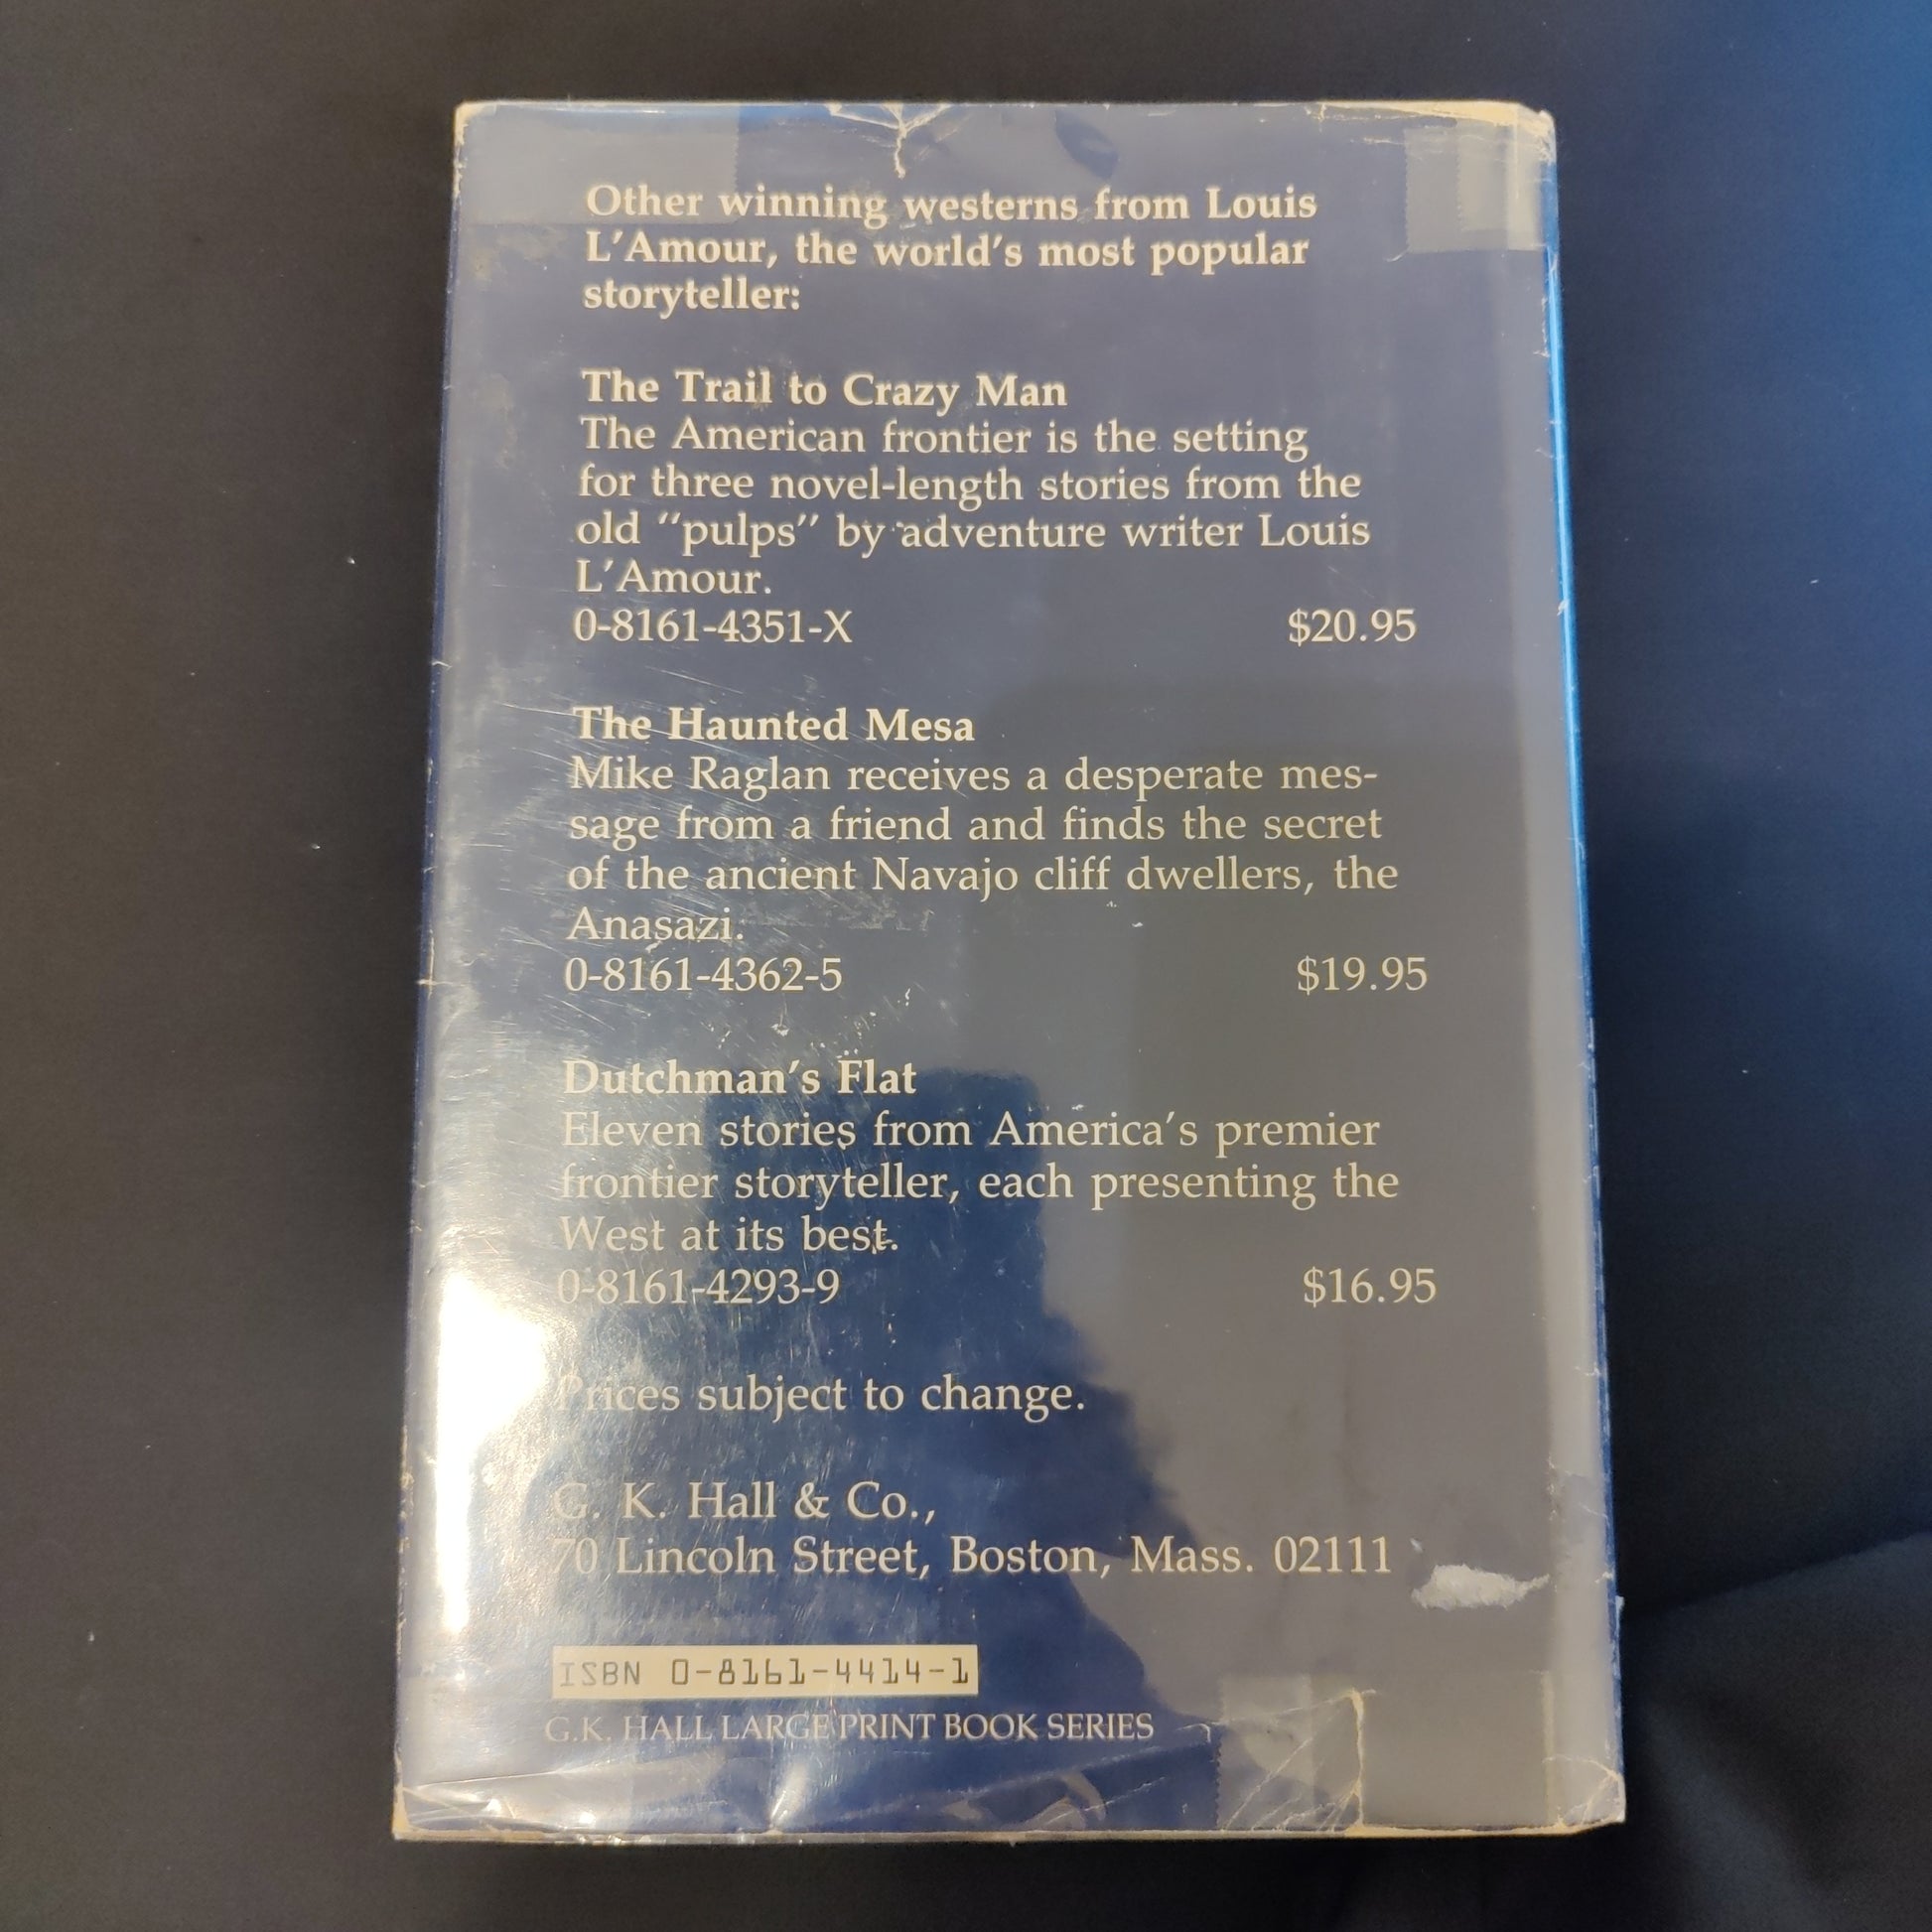 Other winning westerns from Louis
L'Amour, the world's most popular
storyteller:
The Trail to Crazy Man
The American frontier is the setting
for three novel-length stories from the
old "pulps" by adventure writer Louis
L'Amour.
0-8161-4351-X $20.95
The Haunted Mesa
Mike Raglan receives a desperate mes-
sage from a friend and finds the secret
of the ancient Navajo cliff dwellers, the
Anasazi.
0-8161-4362-5 $19.95
Dutchman's Flat
Eleven stories from America's premier
frontier storyteller, each presenting the
West at its best.
0-8161-4293-9 $16.95
Prices subject to change.
G. K. Hall & Co.,
70 Lincoln Street, Boston, Mass. 02111
ISBN 0-8161-4414-1
G.K. HALL LARGE PRINT BOOK SERIES